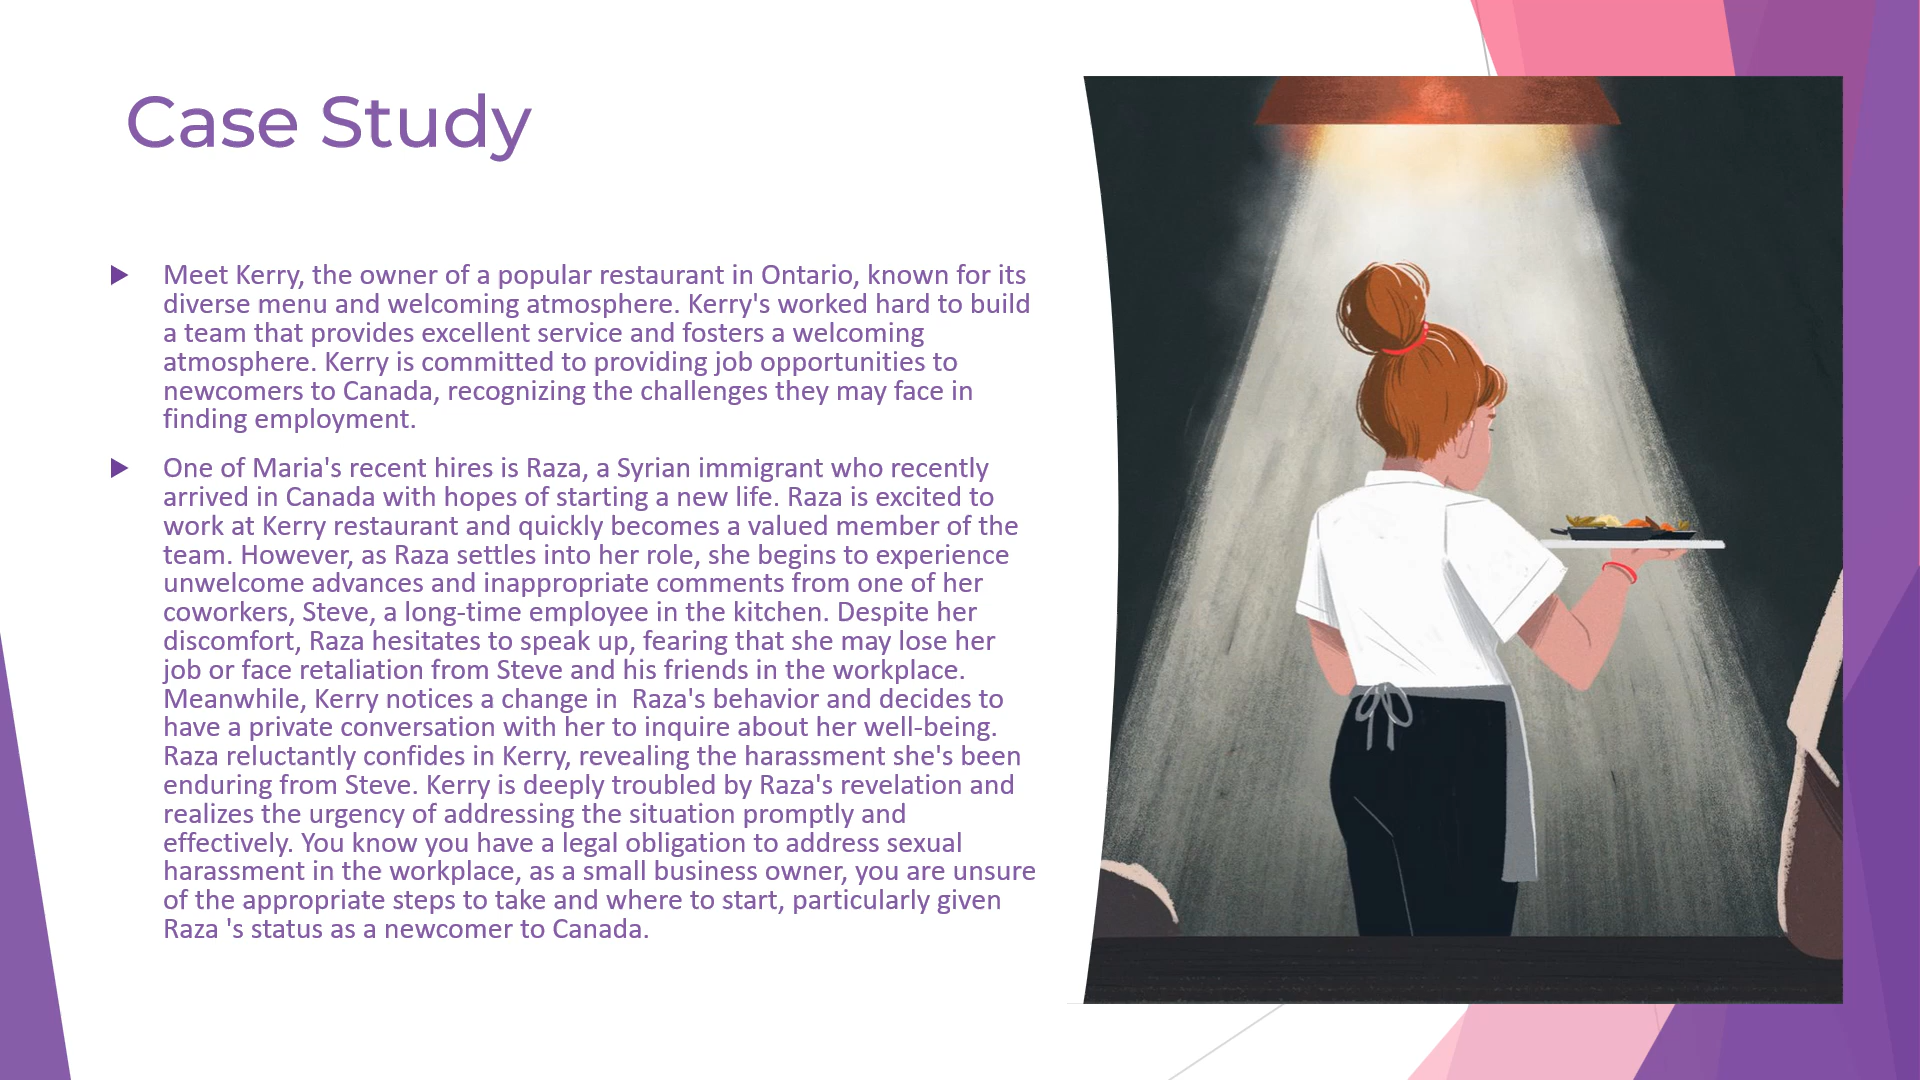 Case Study
Meet Kerry, the owner of a popular restaurant in Ontario, known for its
diverse menu and welcoming atmosphere. Kerry's worked hard to build
a team that provides excellent service and fosters a welcoming
atmosphere. Kerry is committed to providing job opportunities to
newcomers to Canada, recognizing the challenges they may face in
finding employment.
One of Maria's recent hires is Raza, a Syrian immigrant who recently
arrived in Canada with hopes of starting a new life. Raza is excited to
work at Kerry restaurant and quickly becomes a valued member of the
team. However, as Raza settles into her role, she begins to experience
unwelcome advances and inappropriate comments from one of her
coworkers, Steve, a long-time employee in the kitchen. Despite her
discomfort, Raza hesitates to speak up, fearing that she may lose her
job or face retaliation from Steve and his friends in the workplace.
Meanwhile, Kerry notices a change in  Raza's behavior and decides to
have a private conversation with her to inquire about her well-being.
Raza reluctantly confides in Kerry, revealing the harassment she's been
enduring from Steve. Kerry is deeply troubled by Raza's revelation and
realizes the urgency of addressing the situation promptly and
effectively. You know you have a legal obligation to address sexual
harassment in the workplace, as a small business owner, you are unsure
of the appropriate steps to take and where to start, particularly given
Raza 's status as a newcomer to Canada.